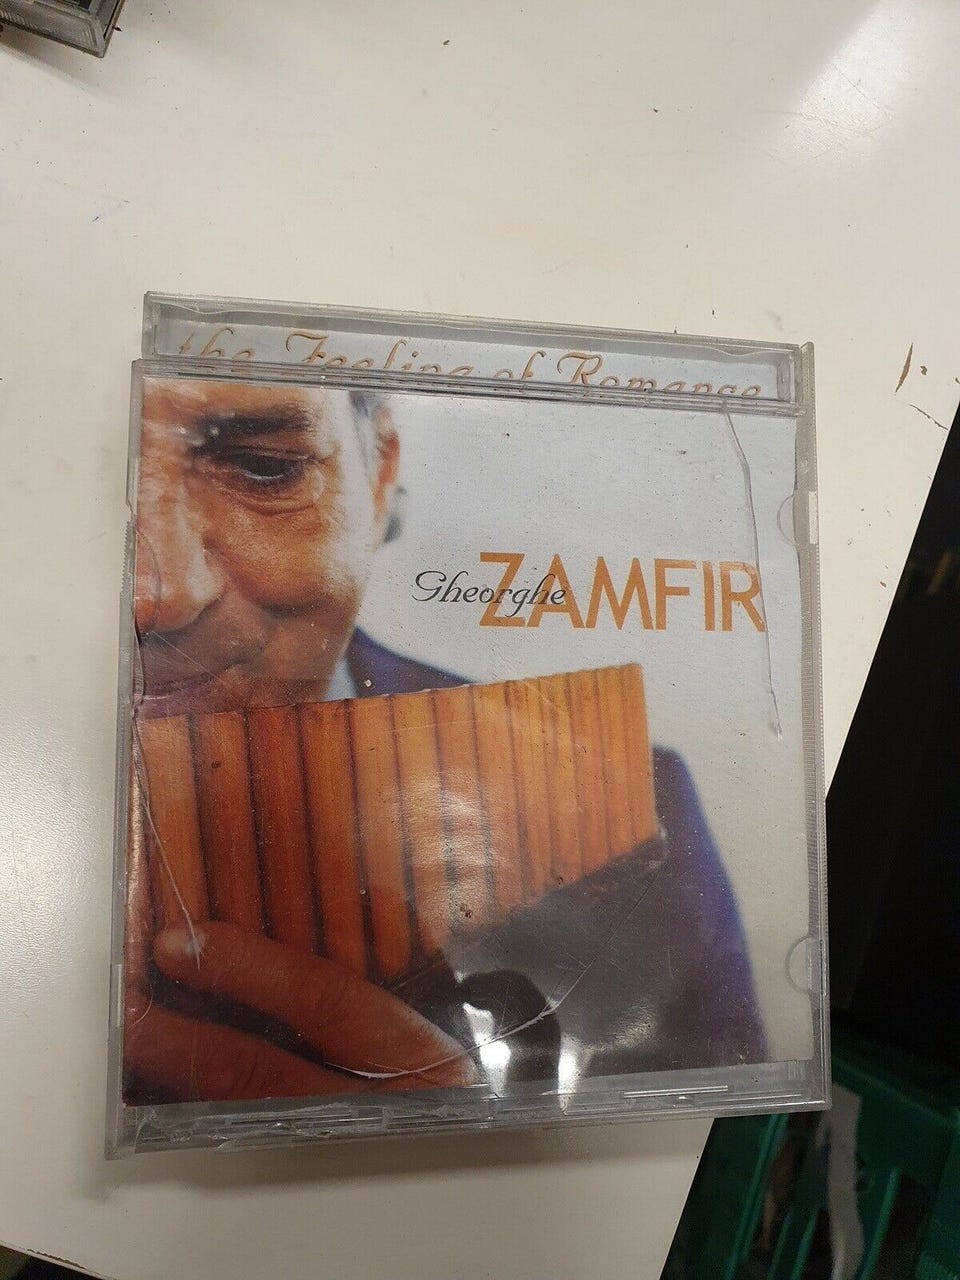 the Feeling of Romance
Gheorghe
ZAMFIR